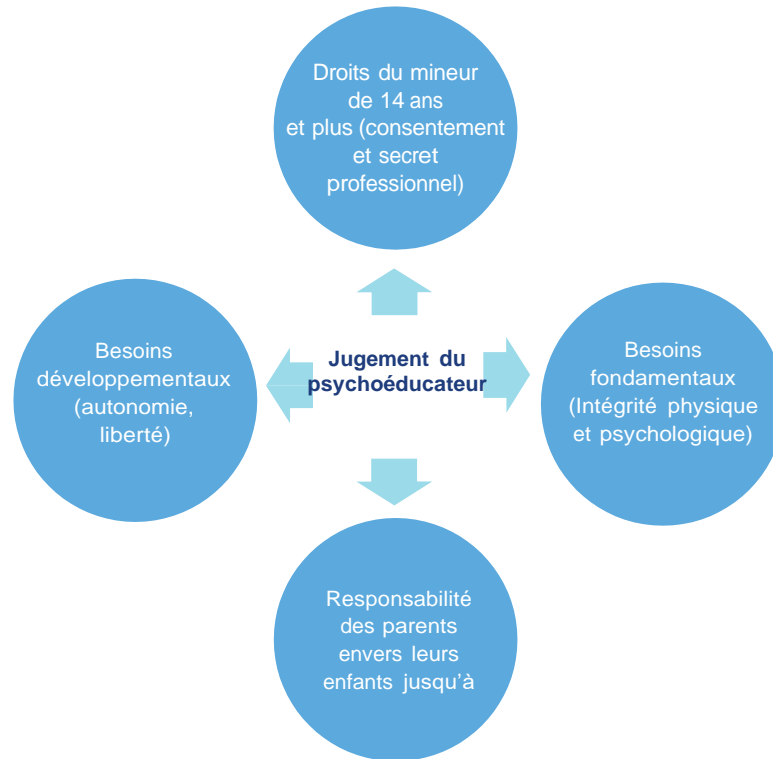 Droits du mineur
de 14 ans
et plus (consentement
et secret
professionnel)
Besoins
développementaux
(autonomie,
liberté)
Jugement du
psychoéducateur
Besoins
fondamentaux
(Intégrité physique
et psychologique)
Responsabilité
des parents
envers leurs
enfants jusqu’à